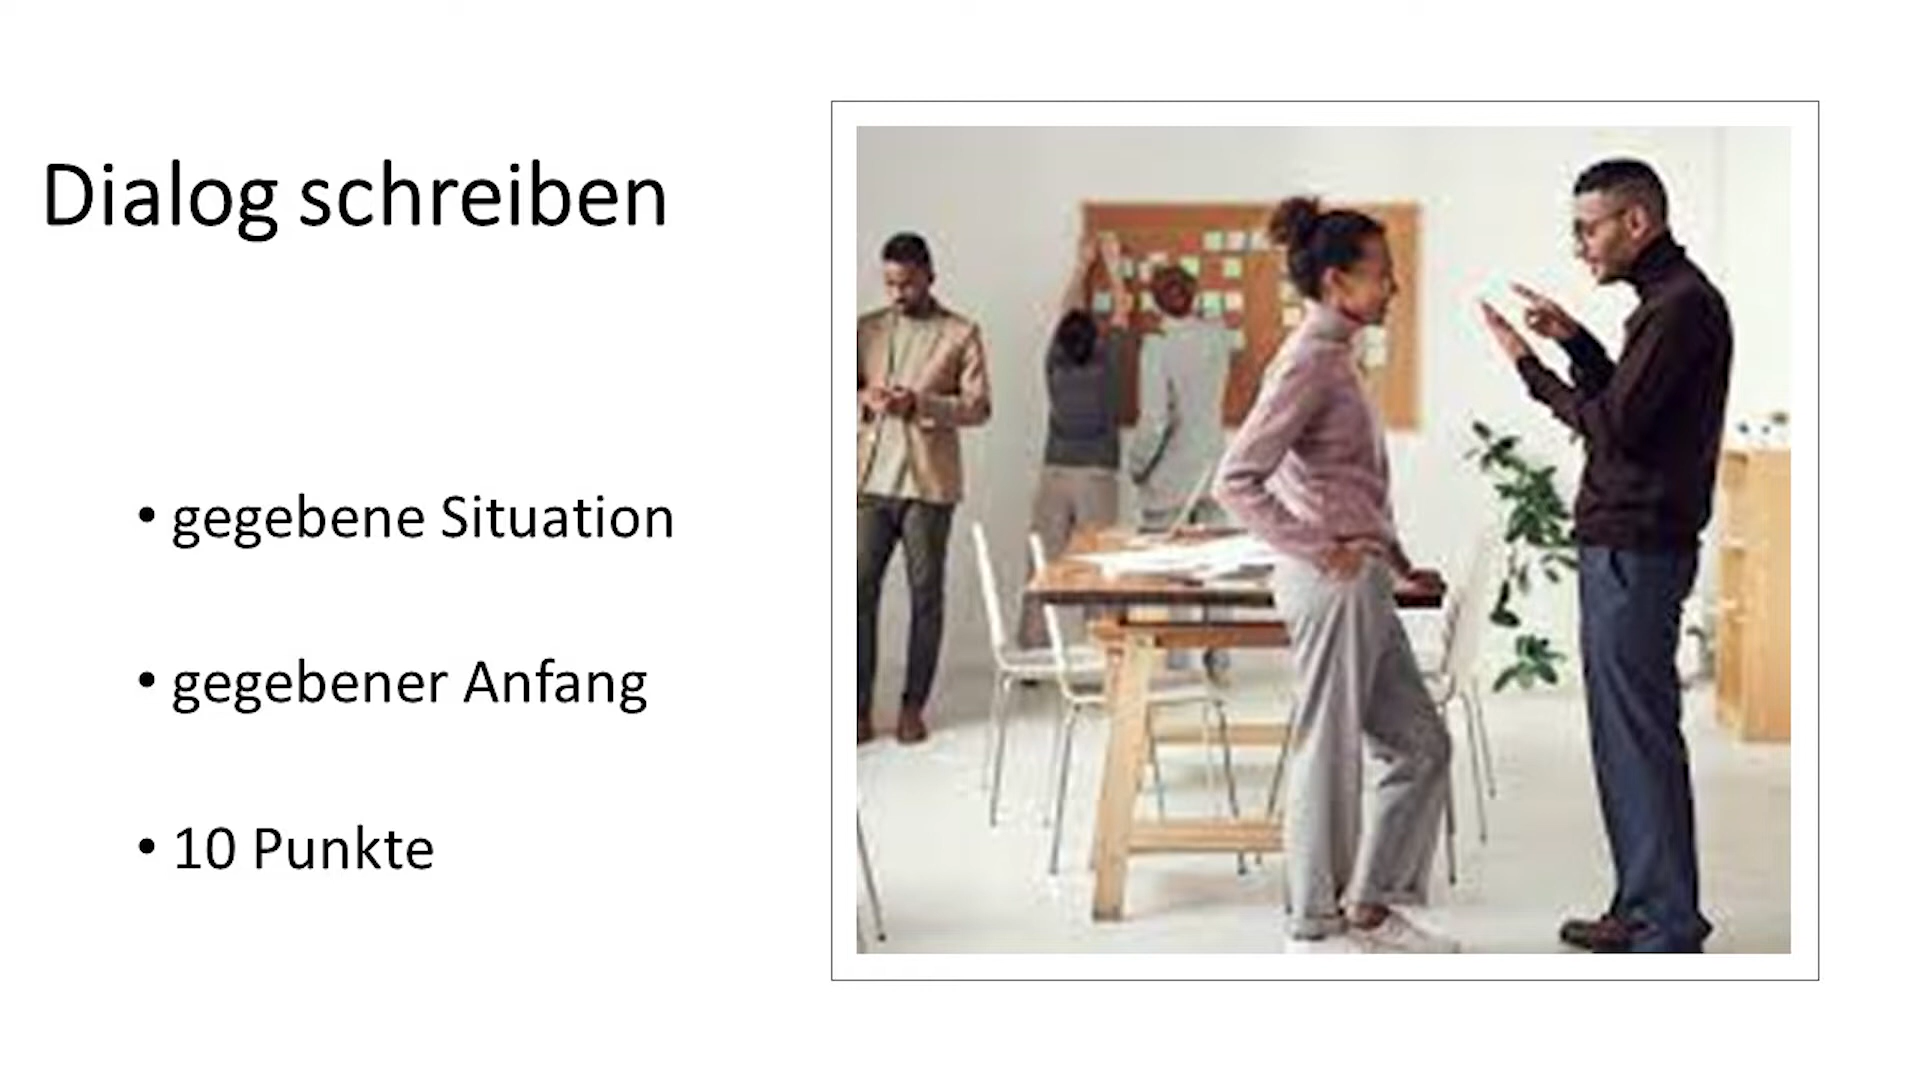 Dialog schreiben
• gegebene Situation
• gegebener Anfang
• 10 Punkte